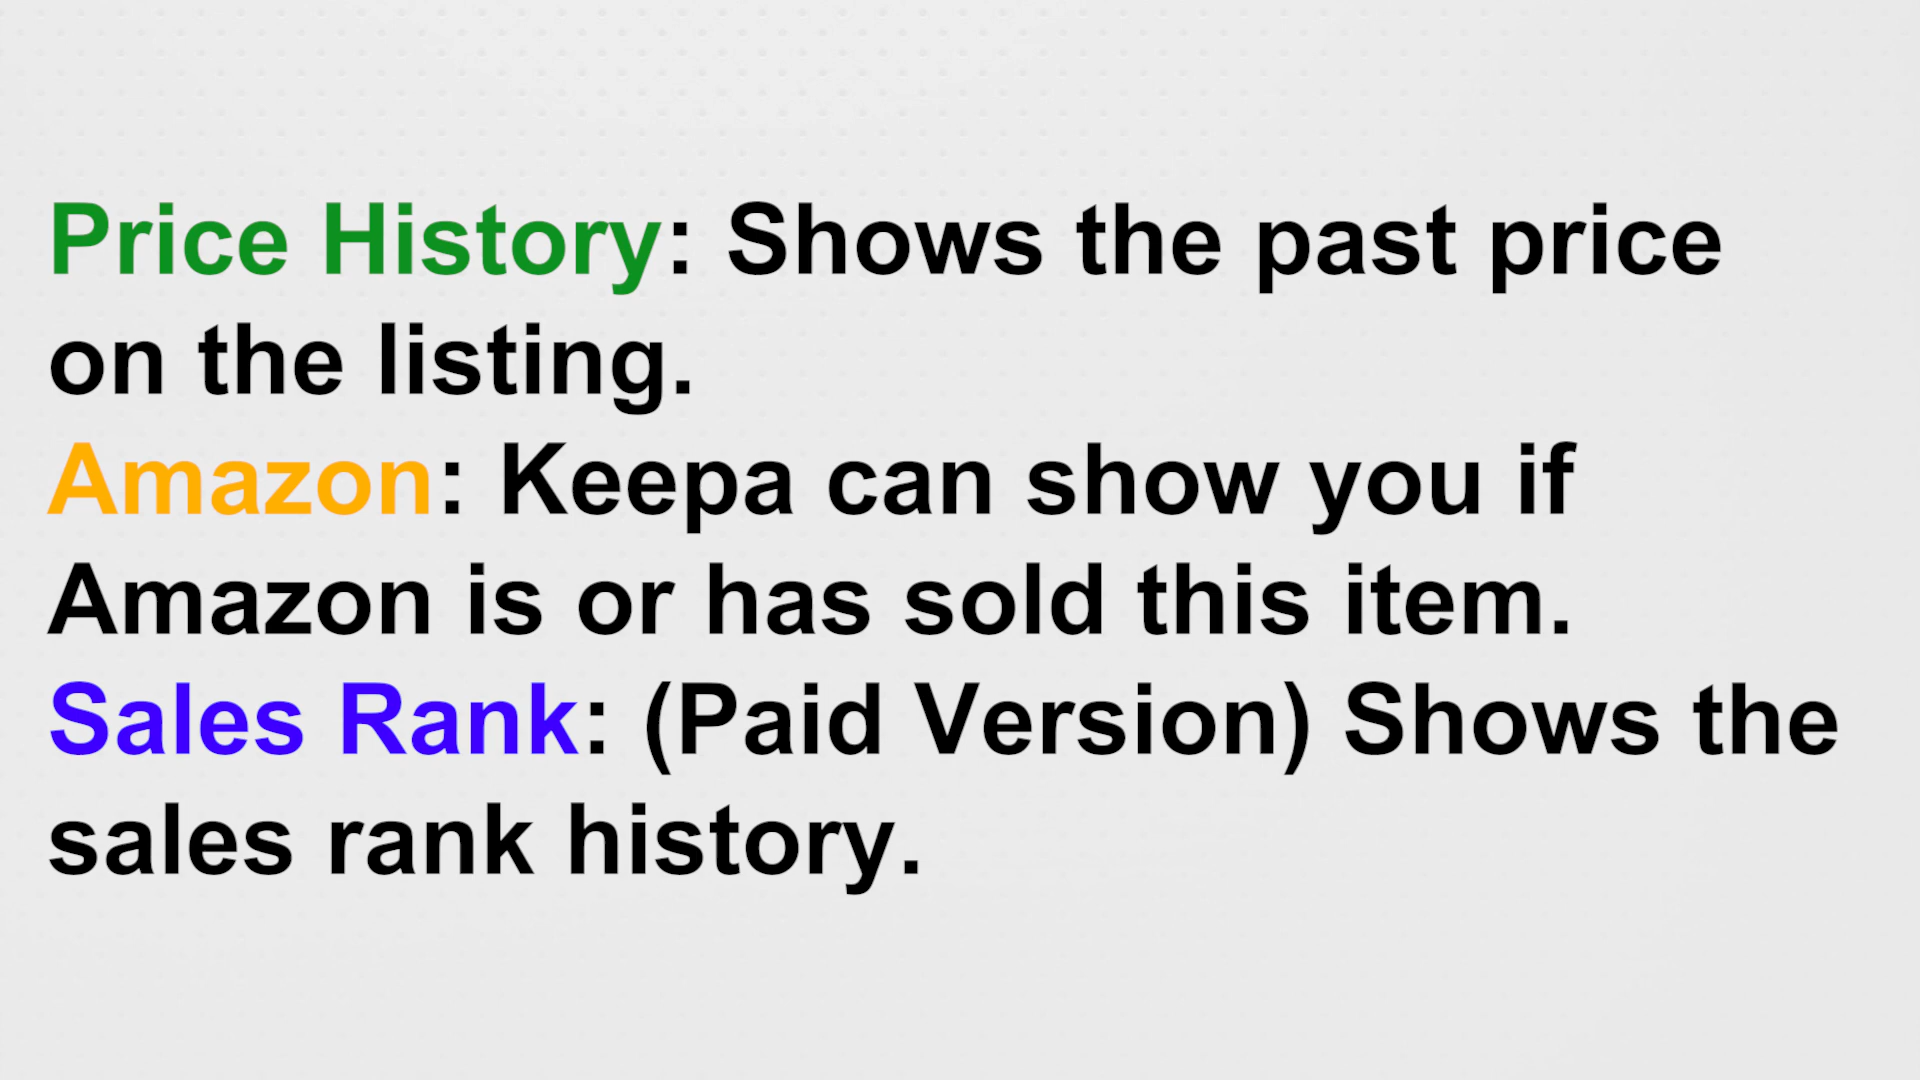 Price History: Shows the past price
on the listing.
Amazon: Keepa can show you if
Amazon is or has sold this item.
Sales Rank: (Paid Version) Shows the
sales rank history.